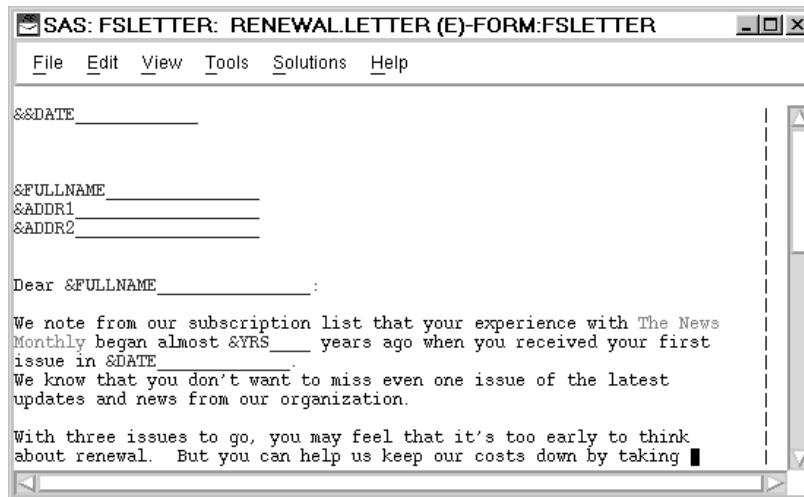 SAS: FSLETTER: RENEWAL.LETTER (E)-FORM:FSLETTER
File Edit View Tools Solutions Help
&&DATE_____________
&FULLNAME________________
&ADDR1___________________
&ADDR2___________________
Dear &FULLNAME________________:
We note from our subscription list that your experience with The News
Monthly began almost &YRS____ years ago when you received your first
issue in &DATE______________.
We know that you don't want to miss even one issue of the latest
updates and news from our organization.
With three issues to go, you may feel that it's too early to think
about renewal. But you can help us keep our costs down by taking